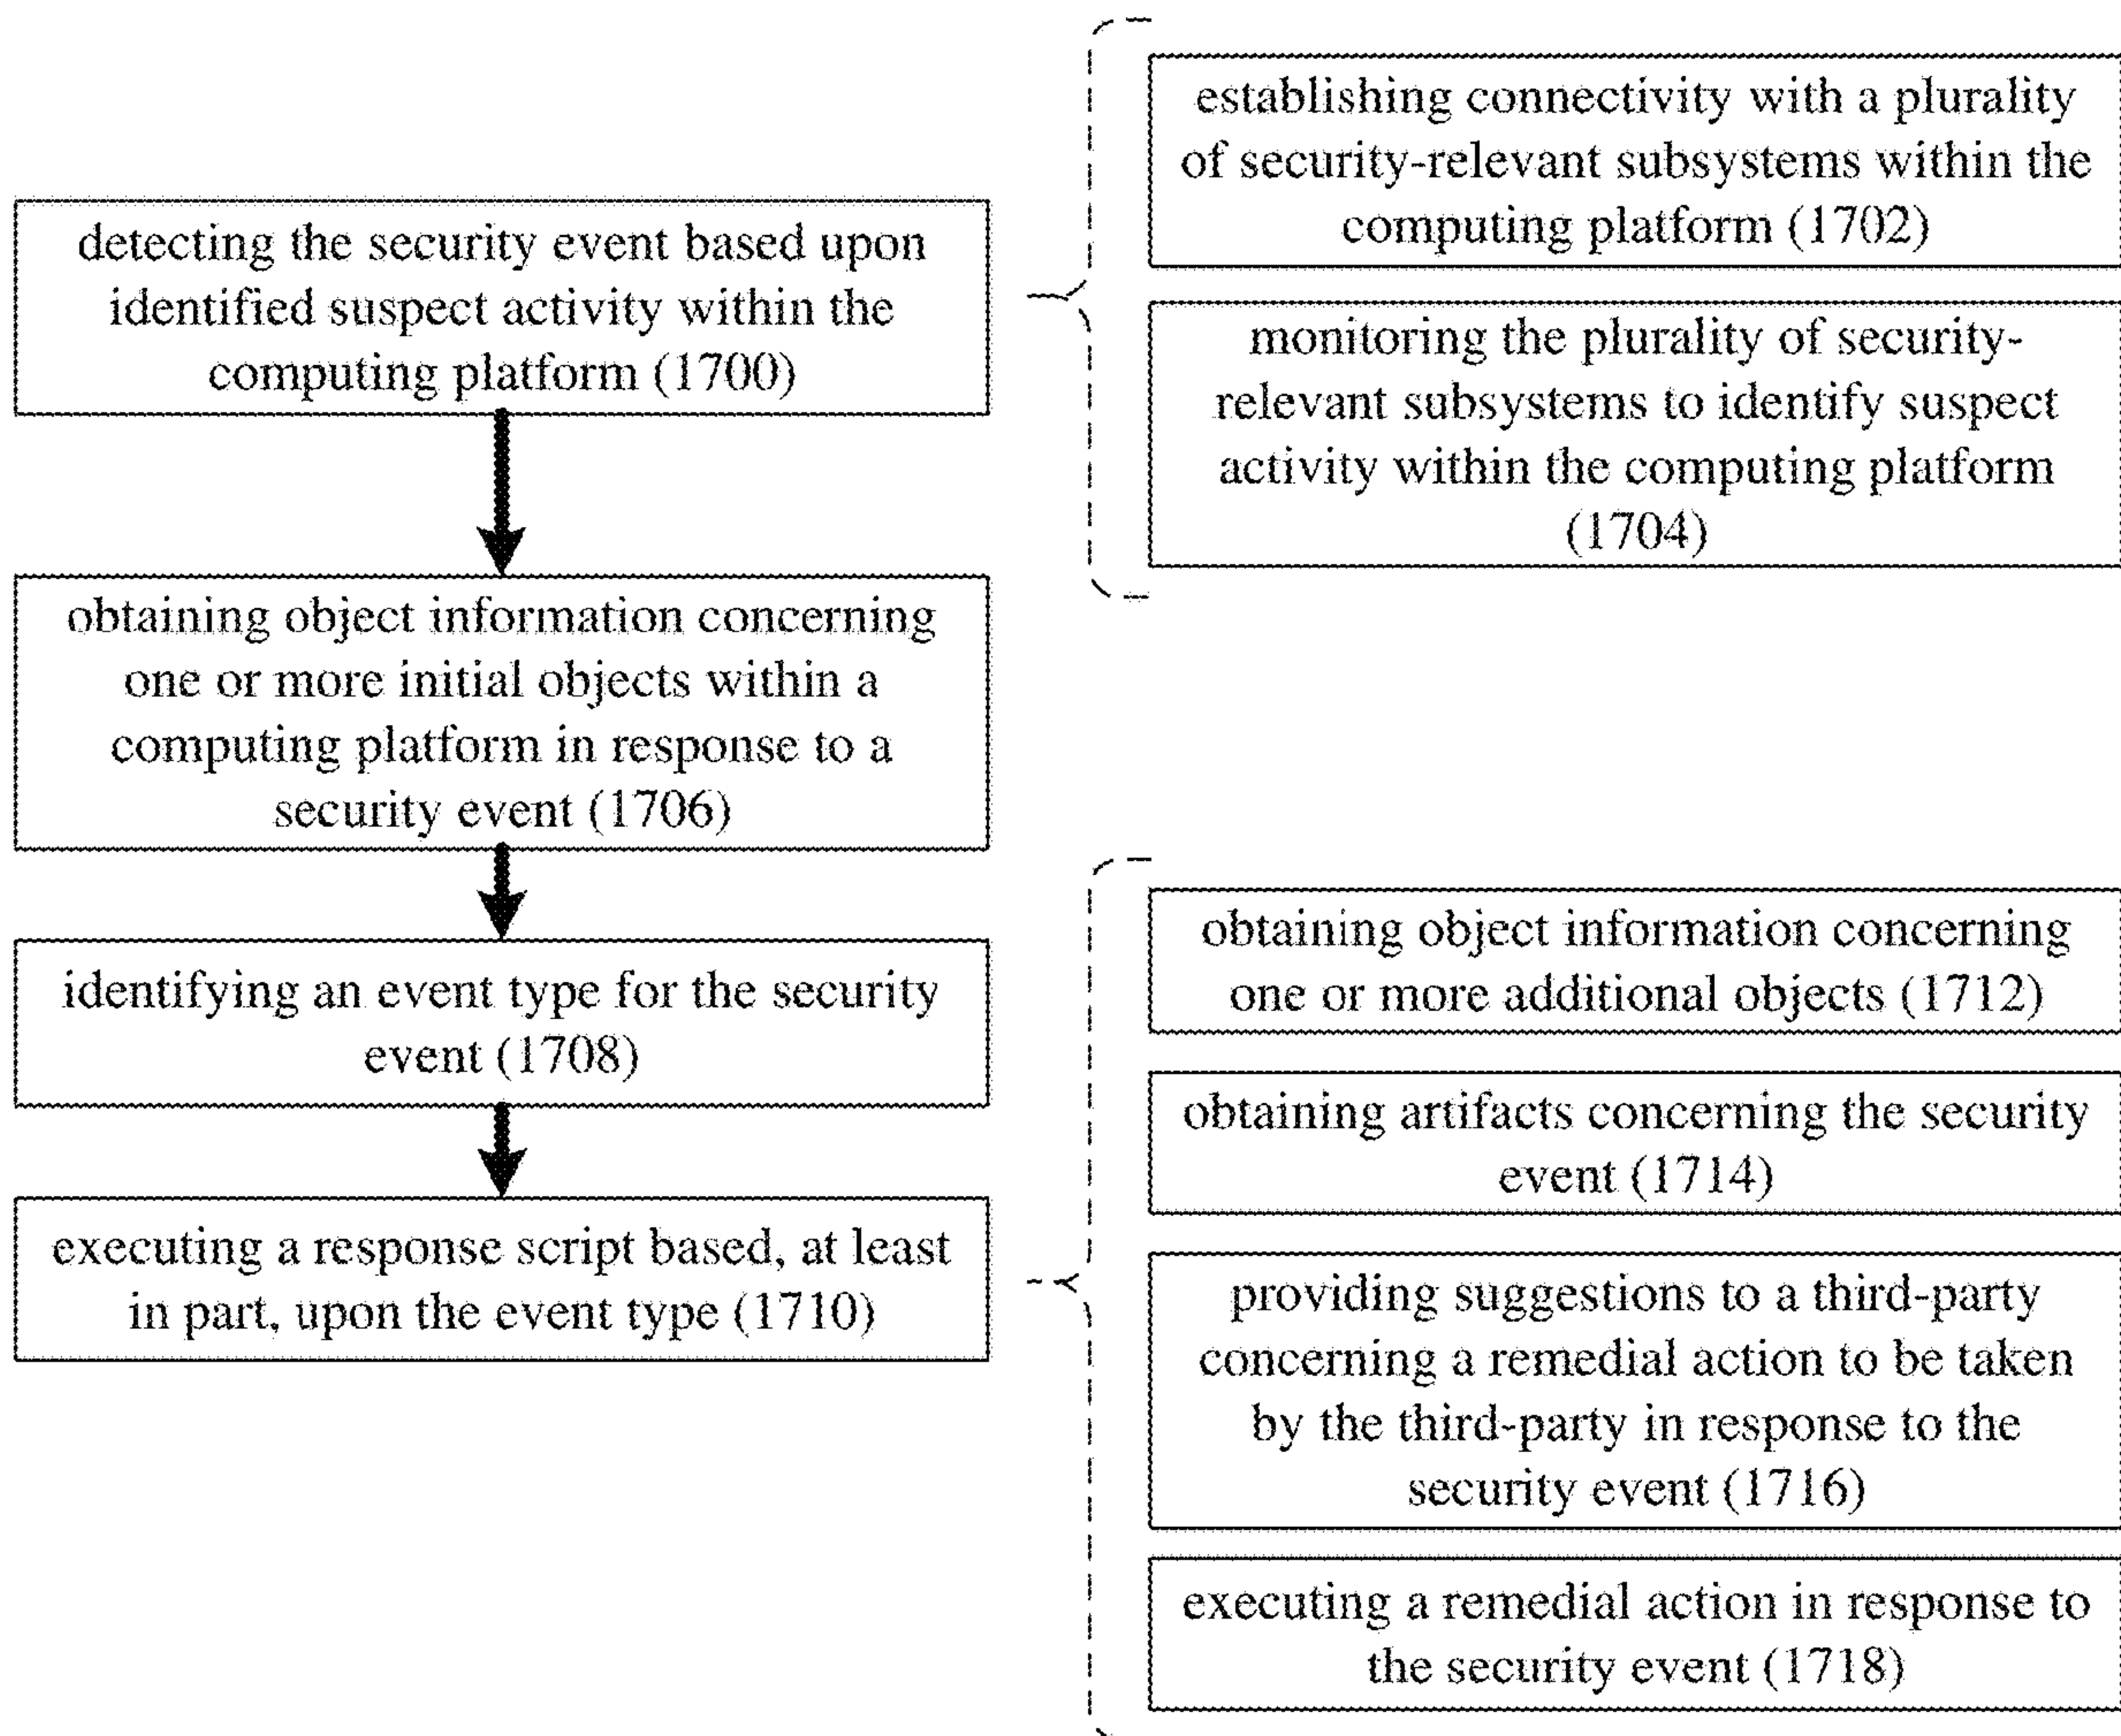 detecting the security event based upon
identified suspect activity within the
computing platform (1700)
establishing connectivity with a plurality
of security-relevant subsystems within the
computing platform (1702)
monitoring the plurality of security-
relevant subsystems to identify suspect
activity within the computing platform
(1704)
obtaining object information concerning
one or more initial objects within a
computing platform in response to a
security event (1706)
identifying an event type for the security
event (1708)
executing a response script based, at least
in part, upon the event type (1710)
obtaining object information concerning
one or more additional objects (1712)
obtaining artifacts concerning the security
event (1714)
providing suggestions to a third-party
concerning a remedial action to be taken
by the third-party in response to the
security event (1716)
executing a remedial action in response to
the security event (1718)